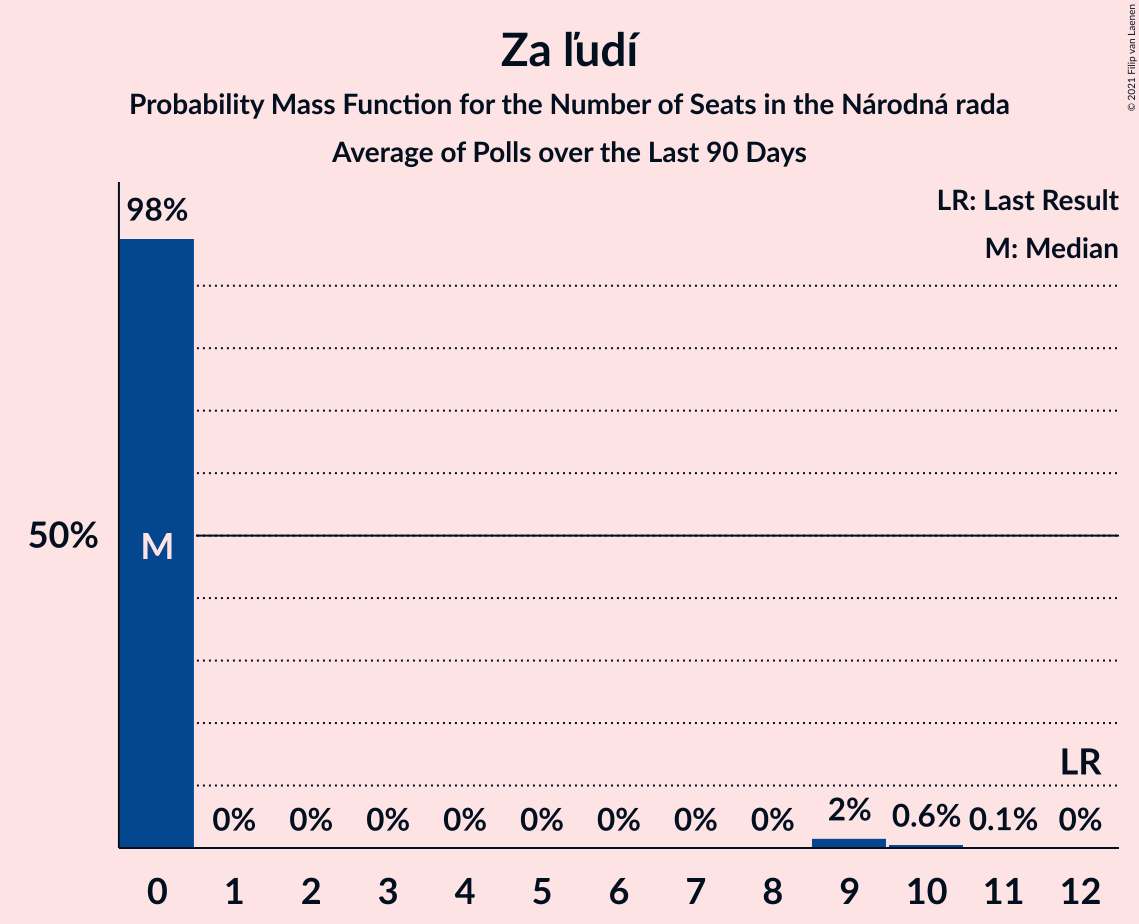 Za ľudí
Probability Mass Function for the Number of Seats in the Národná rada
Average of Polls over the Last 90 Days
© 2021 Filip van Laenen
LR: Last Result
M: Median
98%
50%
M
LR
0% 0% 0% 0% 0% 0% 0% 0% 2% 0.6% 0.1% 0%
0 1 2 3 4 5 6 7 8 9 10 11 12